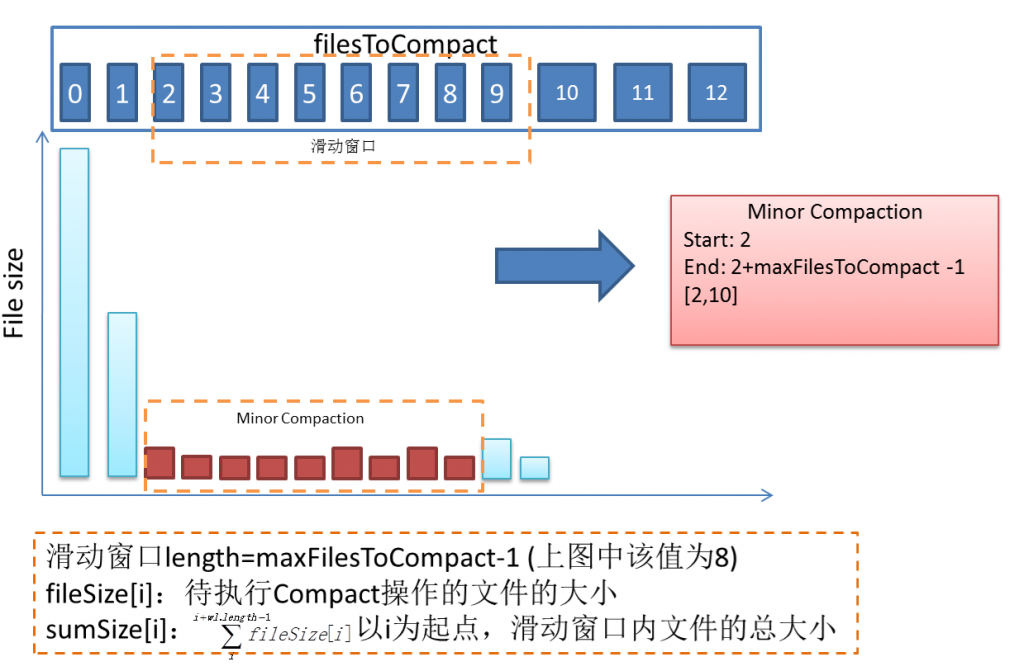 filesToCompact
0 1 2 3 4 5 6 7 8 9 10 11 12
滑动窗口
File size
Minor Compaction
Start: 2
End: 2+maxFilesToCompact -1
[2,10]
Minor Compaction
滑动窗口length=maxFilesToCompact-1 (上图中该值为8)
fileSize[i]：待执行Compact操作的文件的大小
sumSize[i]： i+wl.length-1 ∑ i fileSize[i] 以i为起点，滑动窗口内文件的总大小